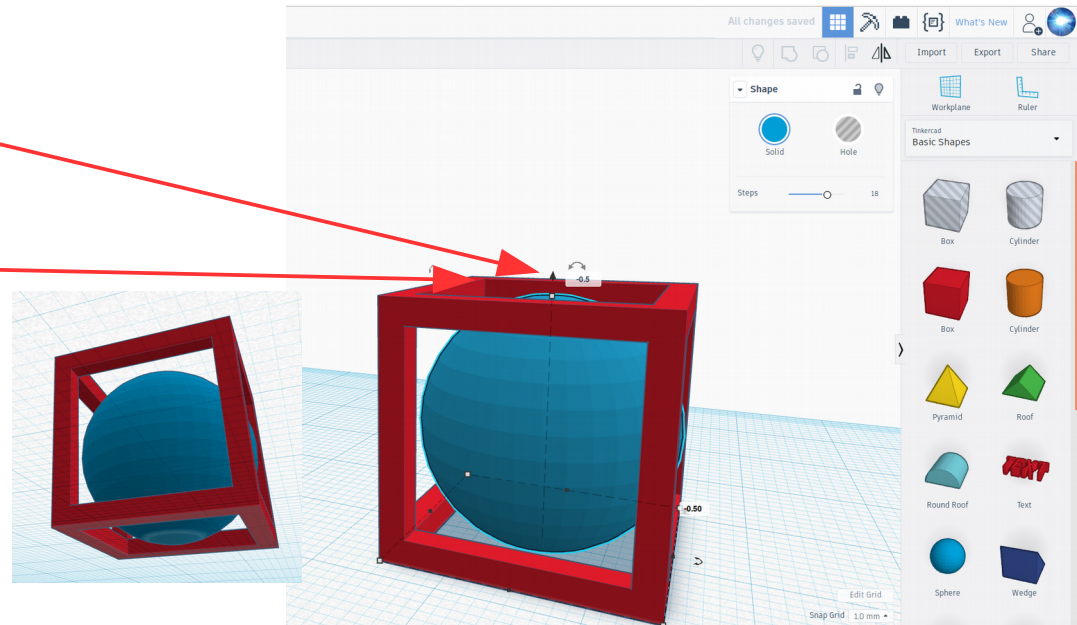 All changes saved
What's New
Import
Export
Share
Shape
Solid
Hole
Steps
18
Workplane
Ruler
Tinkercad
Basic Shapes
Box
Cylinder
Box
Cylinder
Pyramid
Roof
Round Roof
Text
TEXT
Sphere
Wedge
-0.5
-0.50
Edit Grid
Snap Grid 1.0 mm